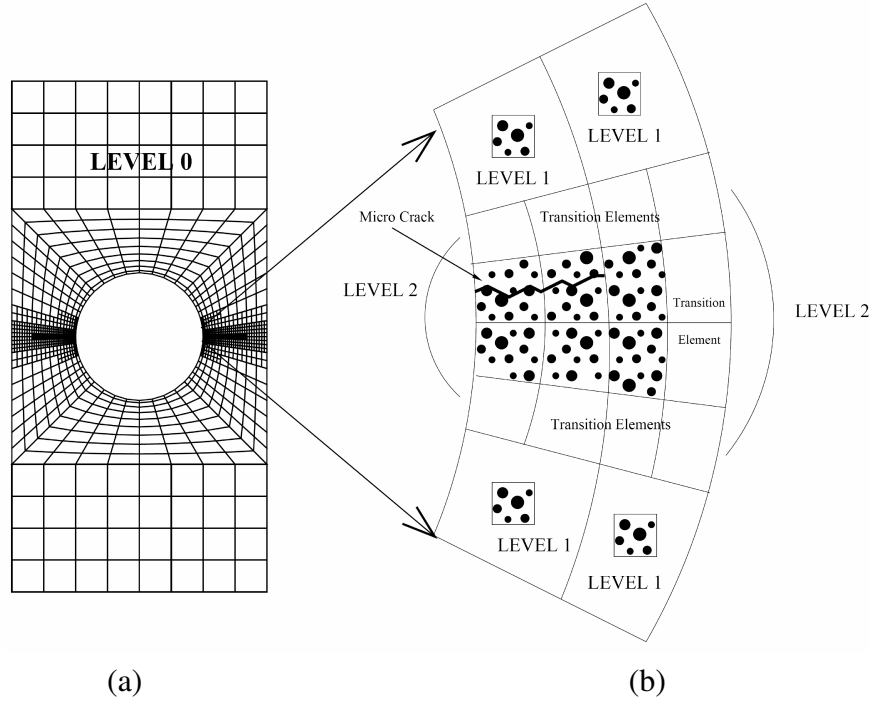 LEVEL 0
LEVEL 1
LEVEL 1
Micro Crack
Transition Elements
LEVEL 2
Transition
Element
LEVEL 2
Transition Elements
LEVEL 1
LEVEL 1
(a)
(b)